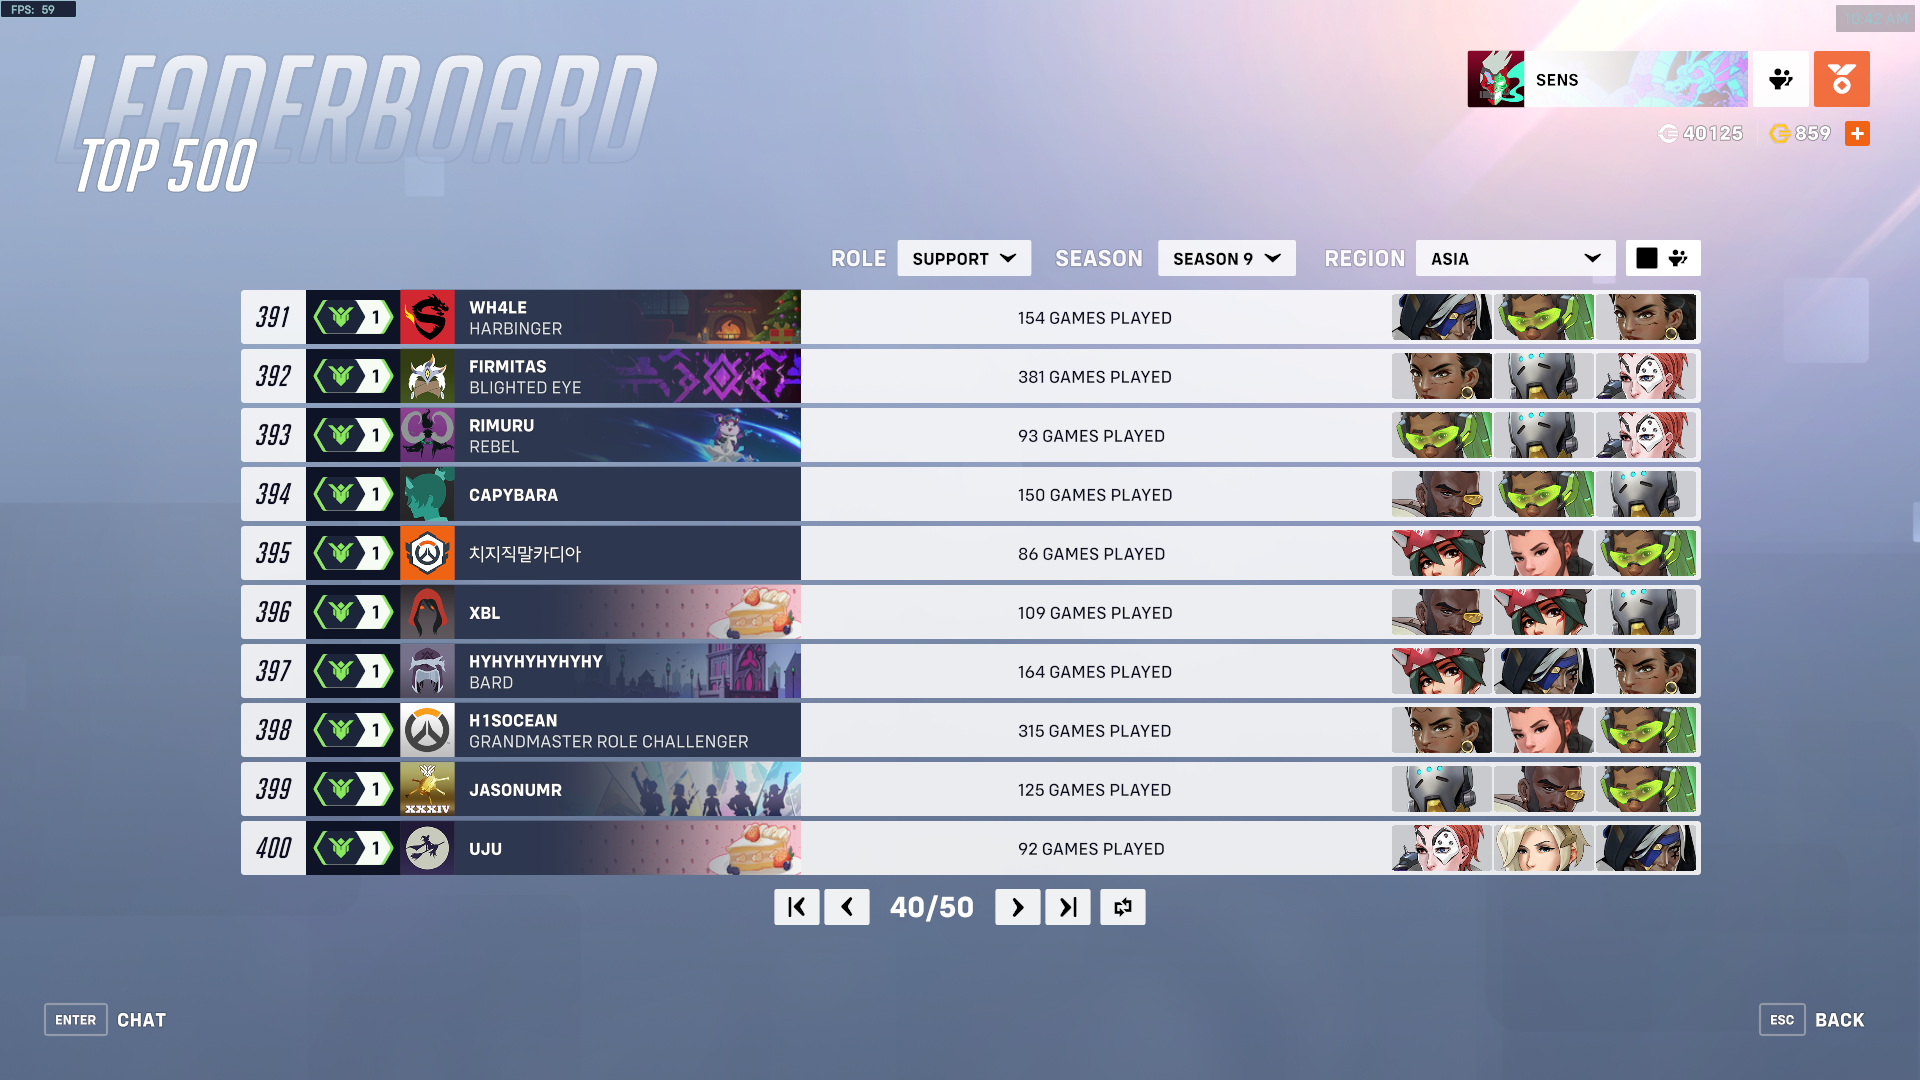 FPS: 59
10:42 AM
LEADERBOARD
TOP 500
SENS
40125
859
ROLE SUPPORT SEASON SEASON 9 REGION ASIA
391 1 WH4LE HARBINGER 154 GAMES PLAYED
392 1 FIRMITAS BLIGHTED EYE 381 GAMES PLAYED
393 1 RIMURU REBEL 93 GAMES PLAYED
394 1 CAPYBARA 150 GAMES PLAYED
395 1 치지직말카디아 86 GAMES PLAYED
396 1 XBL 109 GAMES PLAYED
397 1 HYHYHYHYHYHY BARD 164 GAMES PLAYED
398 1 H1SOCEAN GRANDMASTER ROLE CHALLENGER 315 GAMES PLAYED
399 1 XXXIV JASONUMR 125 GAMES PLAYED
400 1 UJU 92 GAMES PLAYED
40/50
ENTER CHAT
ESC BACK